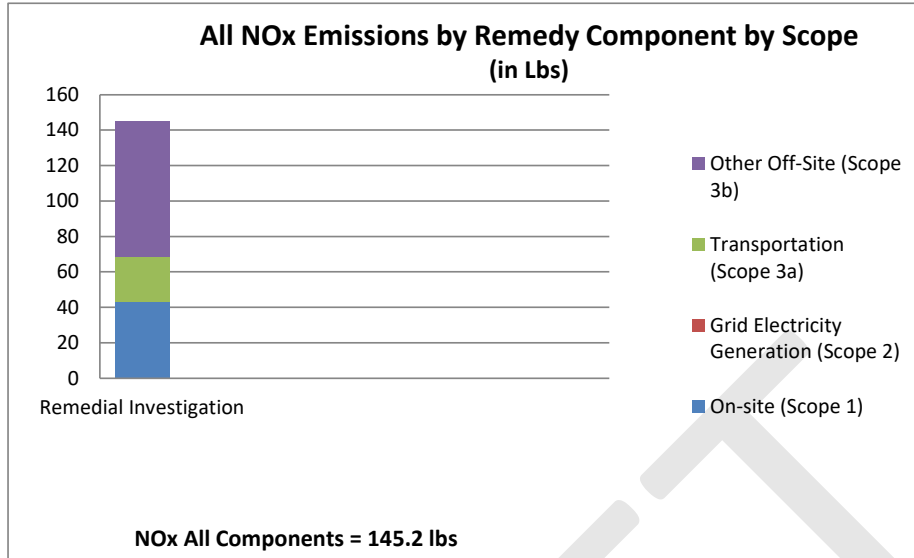 All NOx Emissions by Remedy Component by Scope
(in Lbs)
160
140
120
100
80
60
40
20
0
Remedial Investigation
Other Off-Site (Scope
3b)
Transportation
(Scope 3a)
Grid Electricity
Generation (Scope 2)
On-site (Scope 1)
NOx All Components = 145.2 lbs